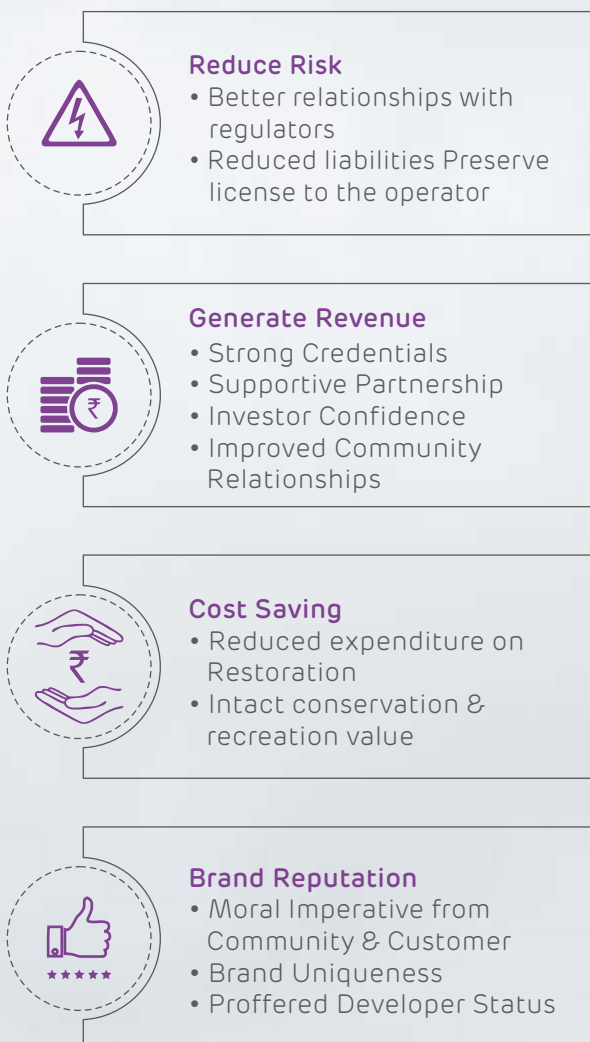 Reduce Risk
• Better relationships with
regulators
• Reduced liabilities Preserve
license to the operator
₹
Generate Revenue
• Strong Credentials
• Supportive Partnership
• Investor Confidence
• Improved Community
Relationships
₹
Cost Saving
• Reduced expenditure on
Restoration
• Intact conservation &
recreation value
Brand Reputation
• Moral Imperative from
Community & Customer
• Brand Uniqueness
• Proffered Developer Status